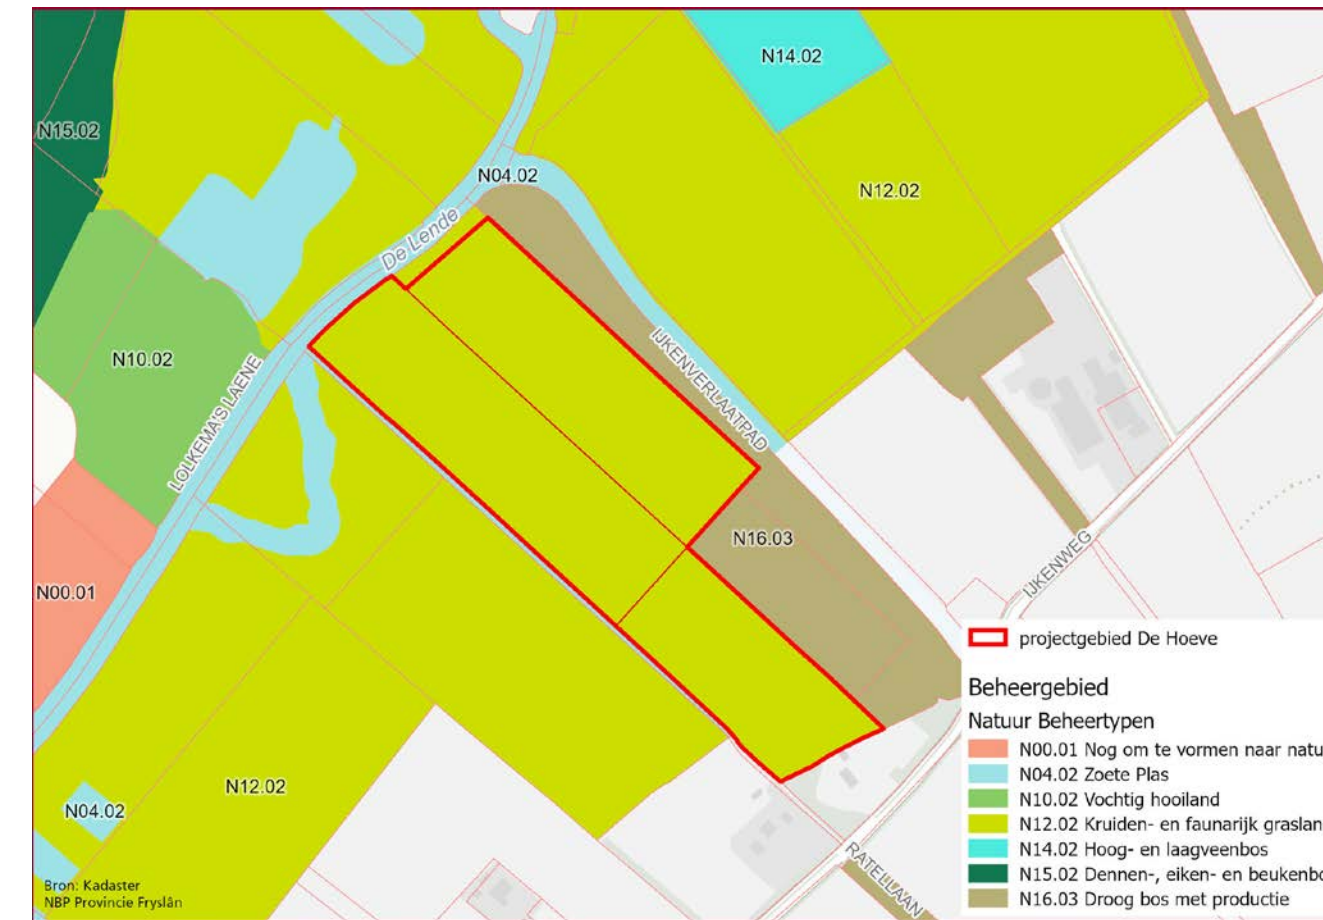 N14.02
N15.02
N04.02
N12.02
De Lende
IJKENVERLAATPAD
N10.02
LOLKEMA'S LAENE
N16.03
IJKENWEG
N00.01
N12.02
N04.02
RATELLAAN
Bron: Kadaster
NBP Provincie Fryslân
projectgebied De Hoeve
Beheergebied
Natuur Beheertypen
N00.01 Nog om te vormen naar natu
N04.02 Zoete Plas
N10.02 Vochtig hooiland
N12.02 Kruiden- en faunarijk graslan
N14.02 Hoog- en laagveenbos
N15.02 Dennen-, eiken- en beukenbo
N16.03 Droog bos met productie